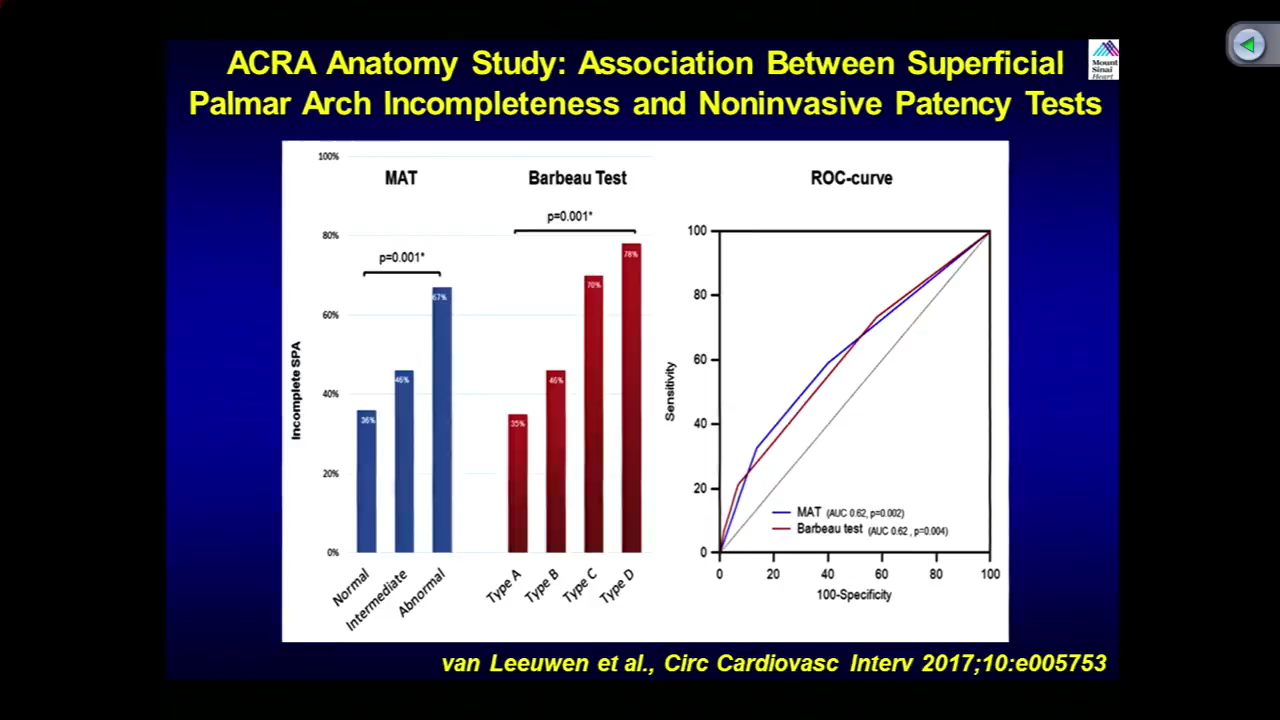 ACRA Anatomy Study: Association Between Superficial
Palmar Arch Incompleteness and Noninvasive Patency Tests
Mount
Sinai
Heart
MAT
Barbeau Test
100%
80%
60%
40%
20%
0%
Incomplete SPA
p=0.001*
p=0.001*
36%
46%
67%
35%
46%
70%
78%
Normal
Intermediate
Abnormal
Type A
Type B
Type C
Type D
ROC-curve
100
80
60
40
20
0
Sensitivity
MAT (AUC 0.62, p=0.002)
Barbeau test (AUC 0.62 , p=0.004)
0 20 40 60 80 100
100-Specificity
van Leeuwen et al., Circ Cardiovasc Interv 2017;10:e005753